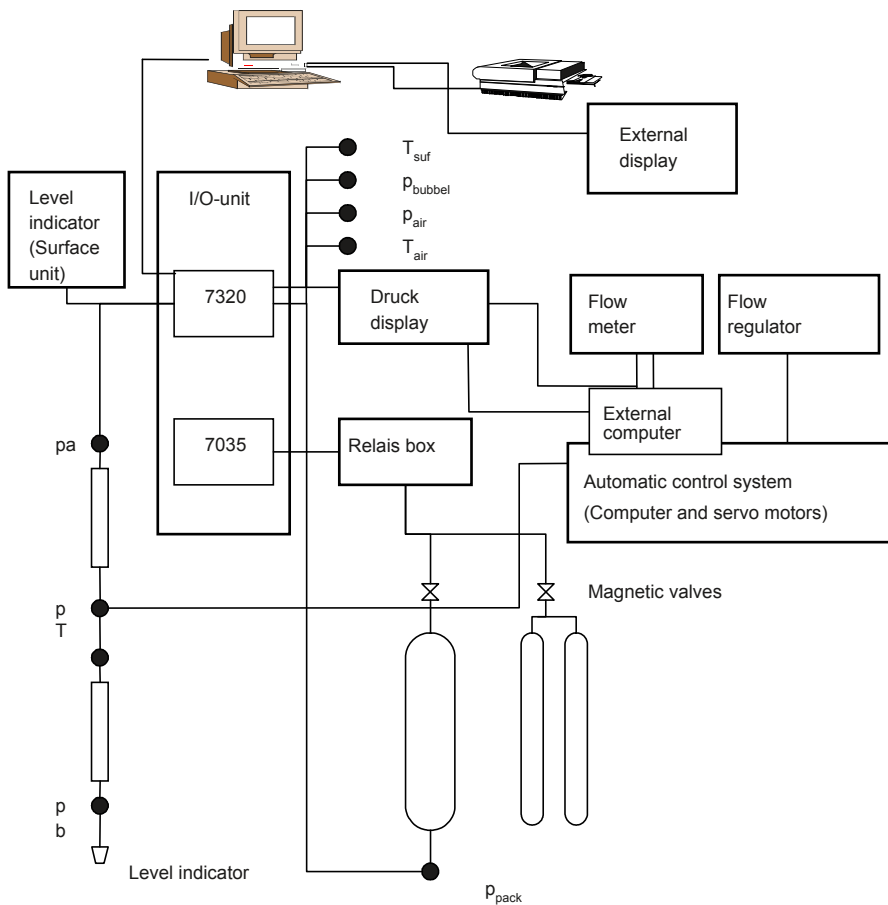 External
display
T_suf
p_bubbel
p_air
T_air
Level
indicator
(Surface
unit)
I/O-unit
7320
Druck
display
Flow
meter
Flow
regulator
External
computer
pa
7035
Relais box
Automatic control system
(Computer and servo motors)
Magnetic valves
p
T
p
b
Level indicator
p_pack